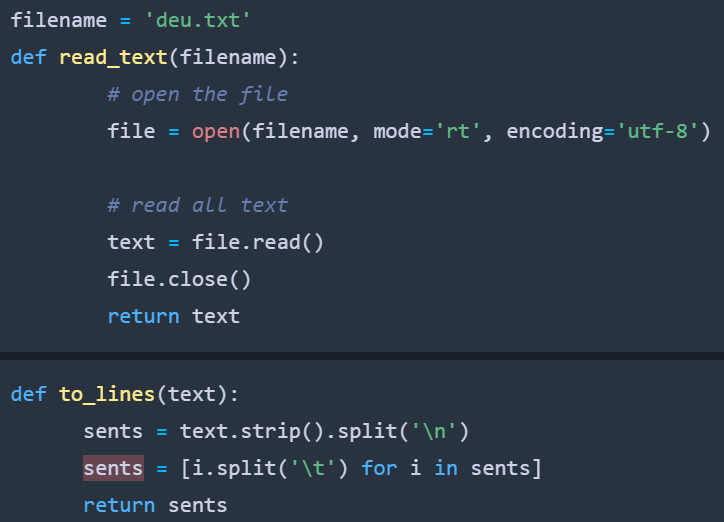 filename = 'deu.txt'
def read_text(filename):
        # open the file
        file = open(filename, mode='rt', encoding='utf-8')

        # read all text
        text = file.read()
        file.close()
        return text

def to_lines(text):
      sents = text.strip().split('\n')
      sents = [i.split('\t') for i in sents]
      return sents